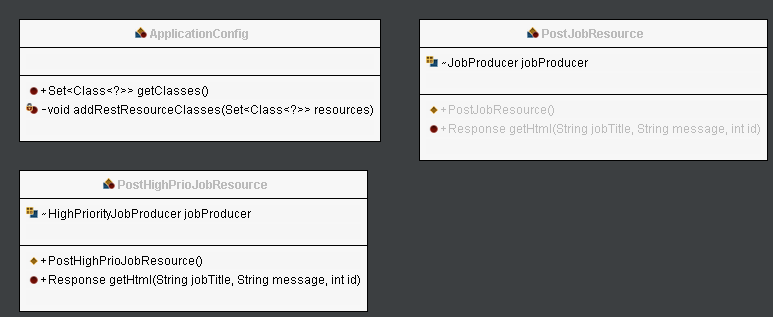 ApplicationConfig
+Set<Class<?>> getClasses()
-void addRestResourceClasses(Set<Class<?>> resources)
PostJobResource
~JobProducer jobProducer
+PostJobResource()
+Response getHtml(String jobTitle, String message, int id)
PostHighPrioJobResource
~HighPriorityJobProducer jobProducer
+PostHighPrioJobResource()
+Response getHtml(String jobTitle, String message, int id)